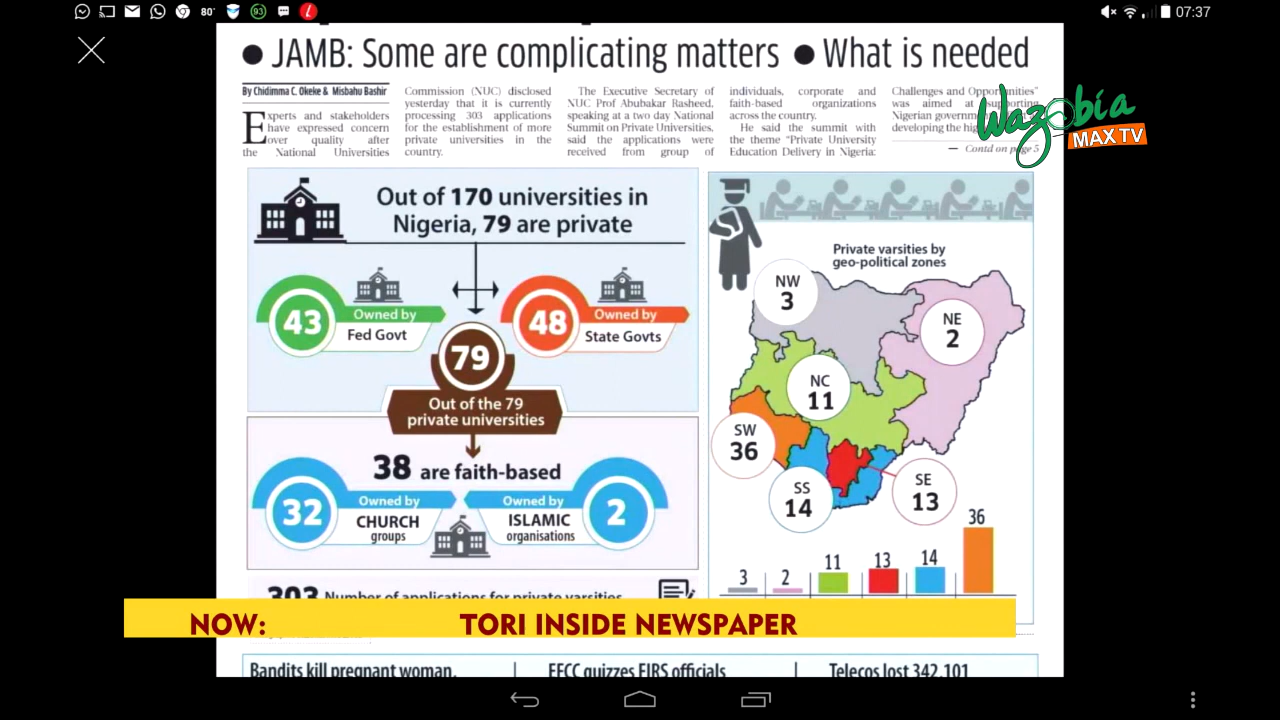 80°
93
07:37
● JAMB: Some are complicating matters ● What is needed
By Chidimma C. Okeke & Misbahu Bashir
Experts and stakeholders
have expressed concern
over quality after
the National Universities
Commission (NUC) disclosed
yesterday that it is currently
processing 303 applications
for the establishment of more
private universities in the
country.
The Executive Secretary of
NUC Prof Abubakar Rasheed,
speaking at a two day National
Summit on Private Universities,
said the applications were
received from group of
individuals, corporate and
faith-based organizations
across the country.
He said the summit with
the theme "Private University
Education Delivery in Nigeria:
Challenges and Opportunities"
was aimed at supporting
Nigerian
developing the
— Contd on page 5
Wazobia
MAX TV
Out of 170 universities in
Nigeria, 79 are private
43
Owned by
Fed Govt
48
Owned by
State Govts
79
Out of the 79
private universities
38 are faith-based
32
Owned by
CHURCH
groups
Owned by
ISLAMIC
organisations
2
303 Number of applications for private varsities
Private varsities by
geo-political zones
NW
3
NE
2
NC
11
SW
36
SS
14
SE
13
3
2
11
13
14
36
NOW: TORI INSIDE NEWSPAPER
Bandits kill pregnant woman,
EFCC quizzes FIRS officials
Telecos lost 342,101